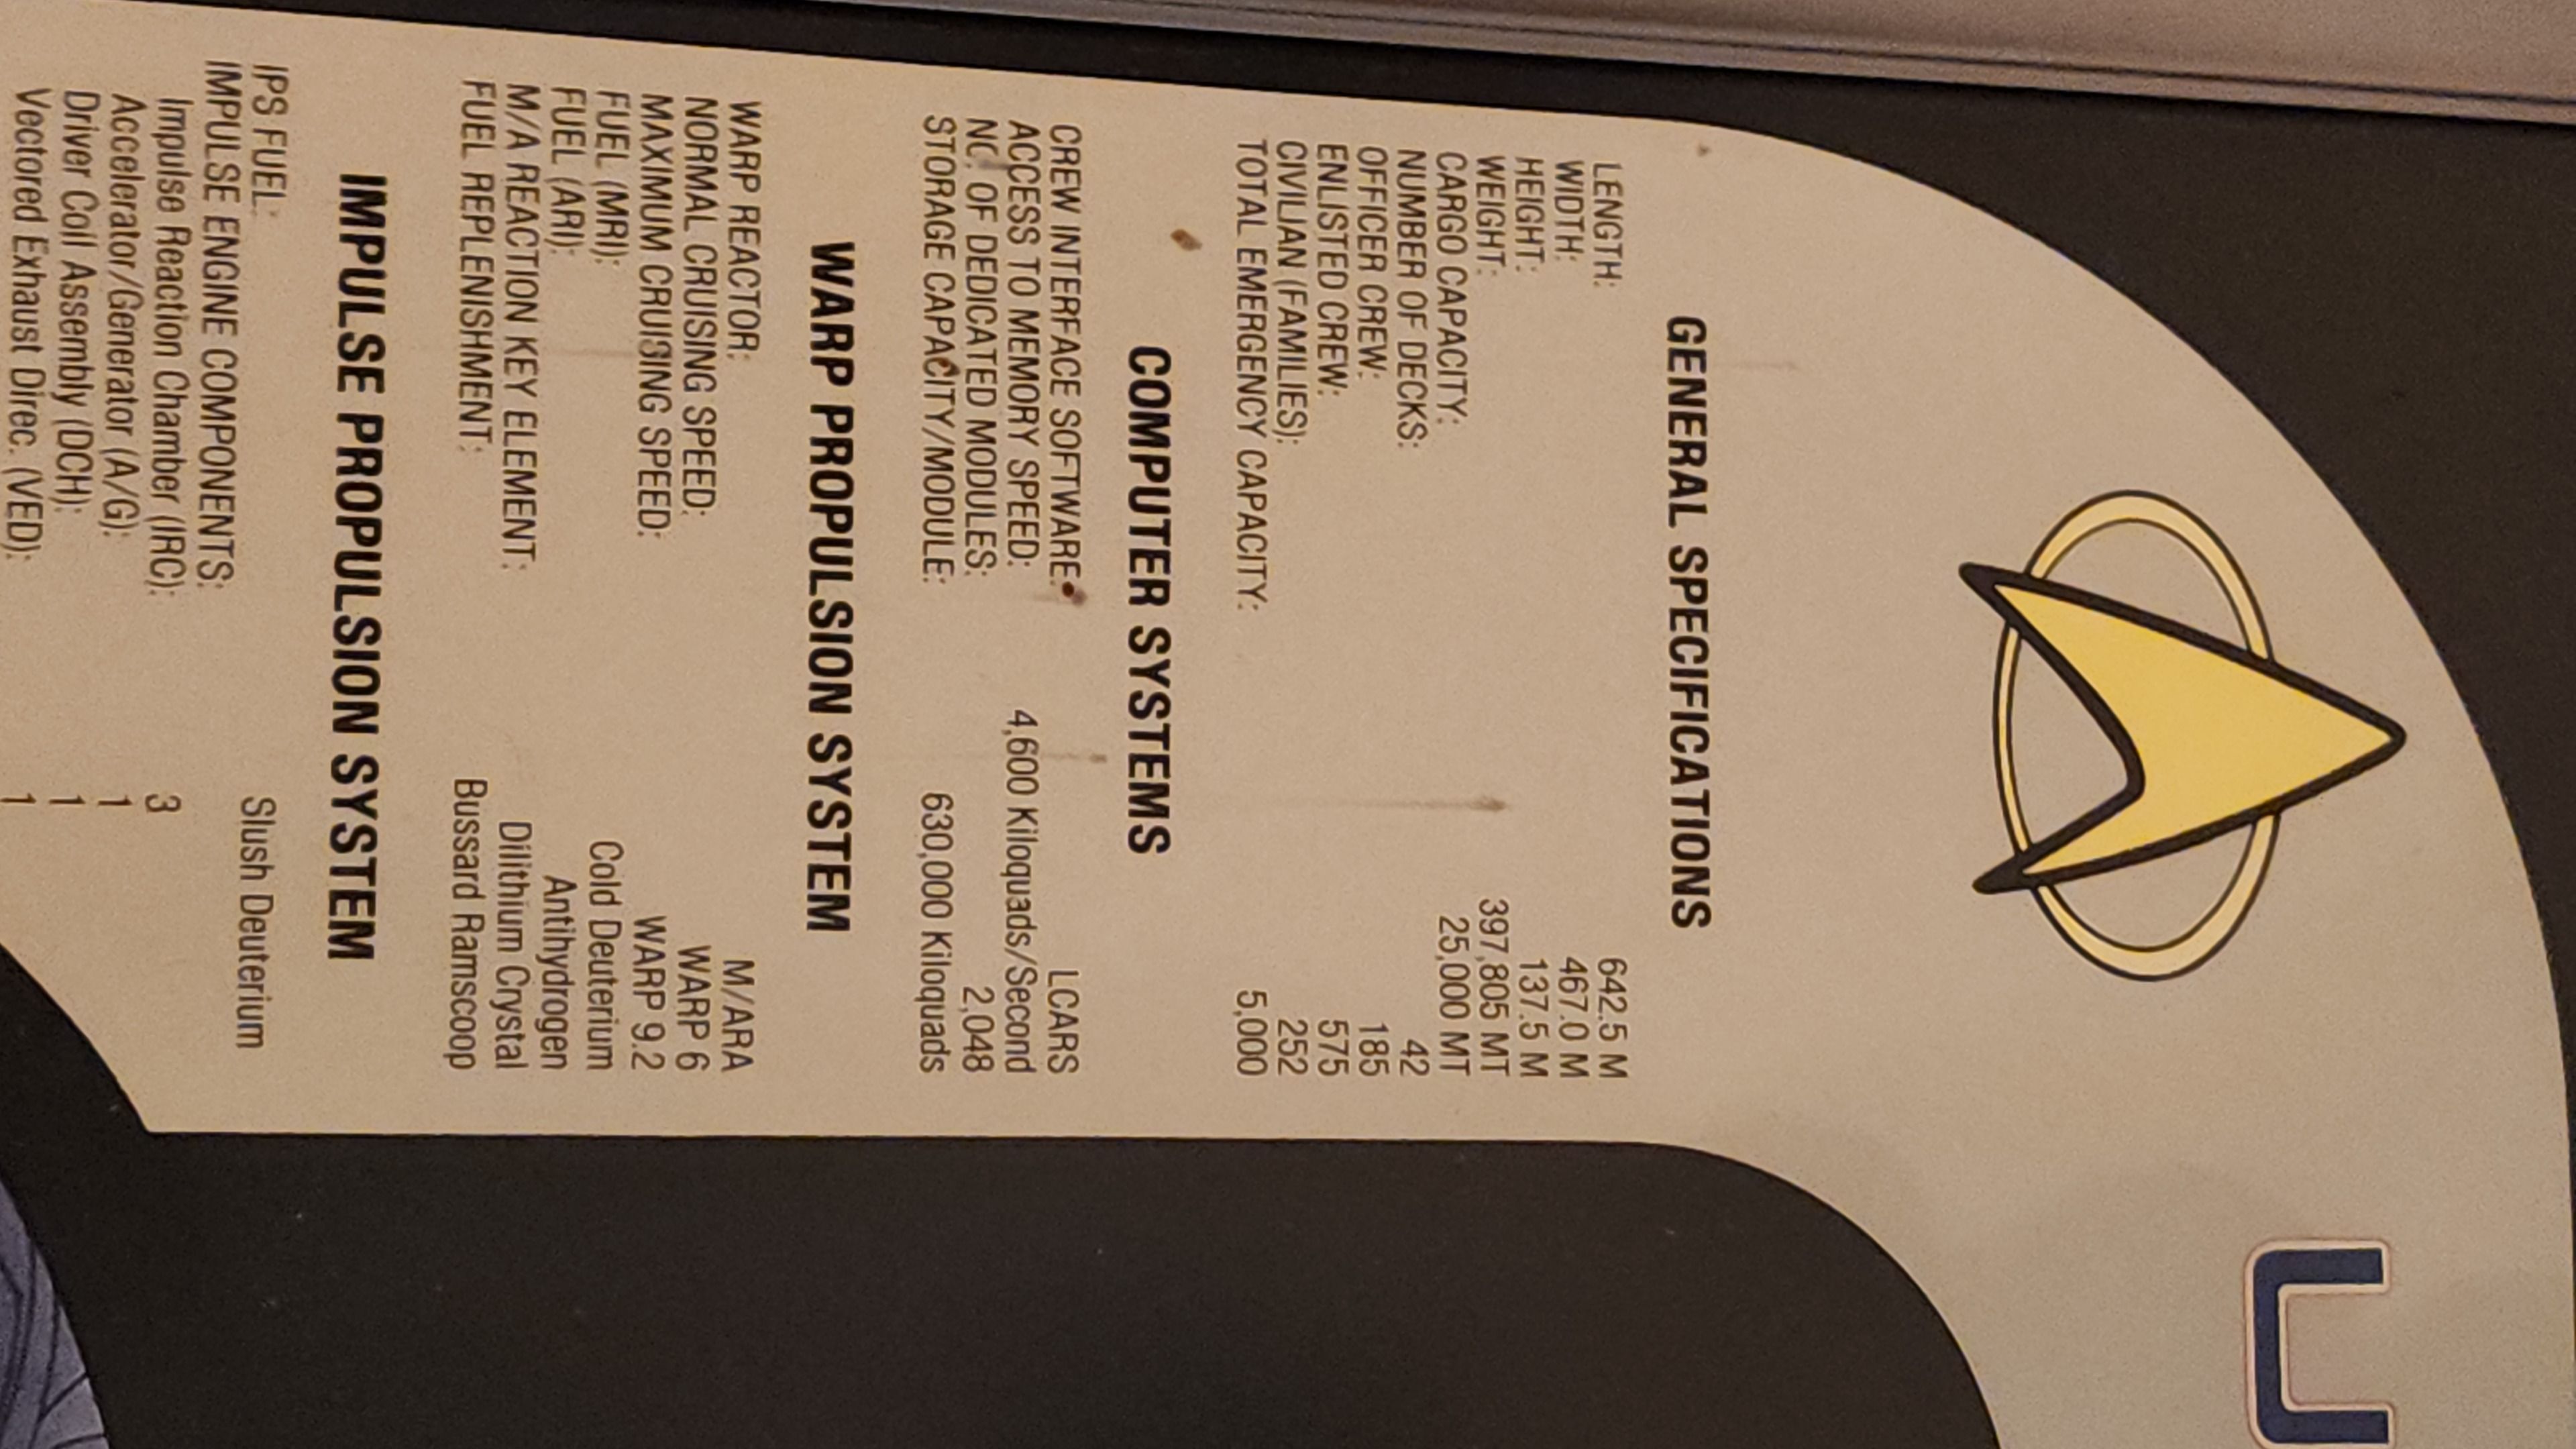 U
GENERAL SPECIFICATIONS
LENGTH: 642.5 M
WIDTH: 467.0 M
HEIGHT: 137.5 M
WEIGHT: 397,805 MT
CARGO CAPACITY: 25,000 MT
NUMBER OF DECKS: 42
OFFICER CREW: 185
ENLISTED CREW: 575
CIVILIAN (FAMILIES): 252
TOTAL EMERGENCY CAPACITY: 5,000
COMPUTER SYSTEMS
CREW INTERFACE SOFTWARE: LCARS
ACCESS TO MEMORY SPEED: 4,600 Kiloquads/Second
NO. OF DEDICATED MODULES: 2,048
STORAGE CAPACITY/MODULE: 630,000 Kiloquads
WARP PROPULSION SYSTEM
WARP REACTOR: M/ARA
NORMAL CRUISING SPEED: WARP 6
MAXIMUM CRUISING SPEED: WARP 9.2
FUEL (MRI): Cold Deuterium
FUEL (ARI): Antihydrogen
M/A REACTION KEY ELEMENT: Dilithium Crystal
FUEL REPLENISHMENT: Bussard Ramscoop
IMPULSE PROPULSION SYSTEM
IPS FUEL: Slush Deuterium
IMPULSE ENGINE COMPONENTS:
Impulse Reaction Chamber (IRC): 3
Accelerator/Generator (A/G): 1
Driver Coil Assembly (DCH): 1
Vectored Exhaust Direc. (VED): 1